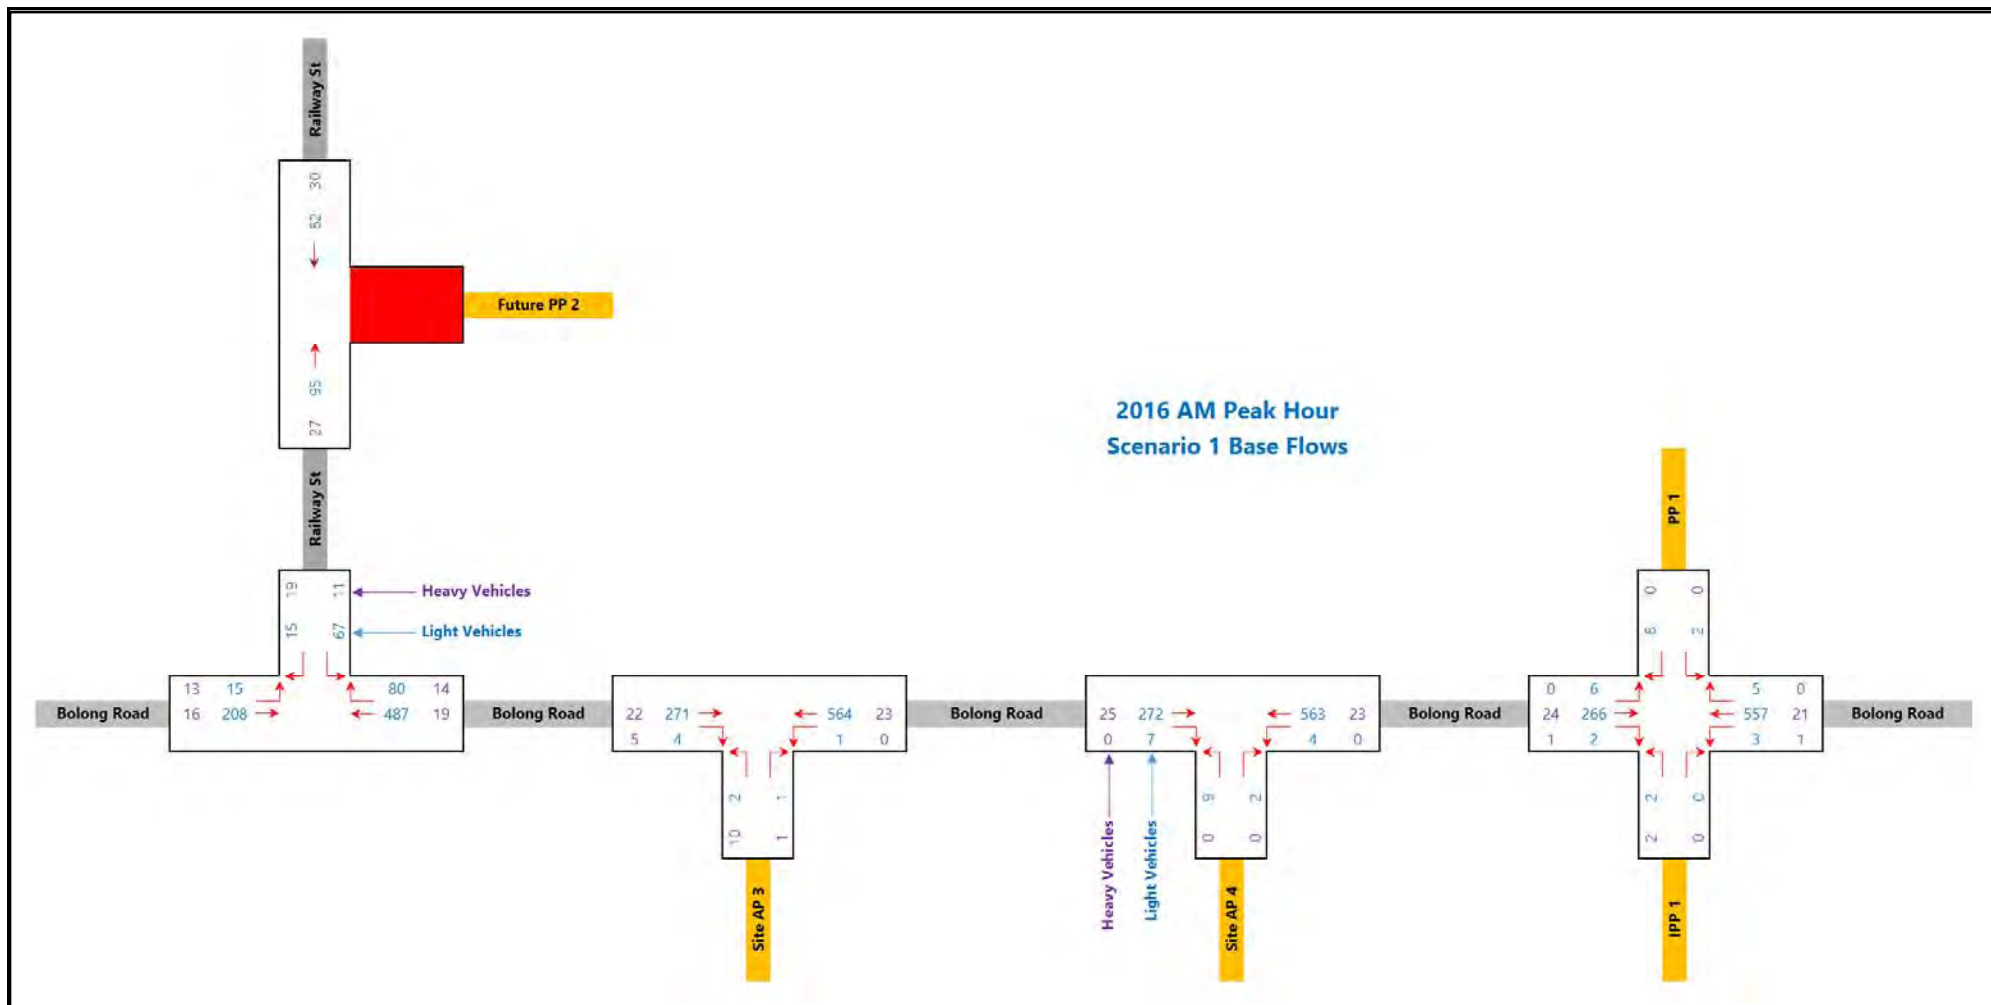 Railway St
30
52
Future PP 2
95
27
2016 AM Peak Hour
Scenario 1 Base Flows
Railway St
PP 1
19 11 Heavy Vehicles
15 67 Light Vehicles
0 0
8 2
13 15 80 14
Bolong Road 16 208 487 19 Bolong Road
22 271 564 23 Bolong Road
5 4 1 0
25 272 563 23 Bolong Road
0 7 4 0
0 6 5 0
24 266 557 21 Bolong Road
1 2 3 1
2 1
10 1
Site AP 3
Heavy Vehicles
Light Vehicles
9 2
0 0
Site AP 4
2 0
2 0
IPP 1